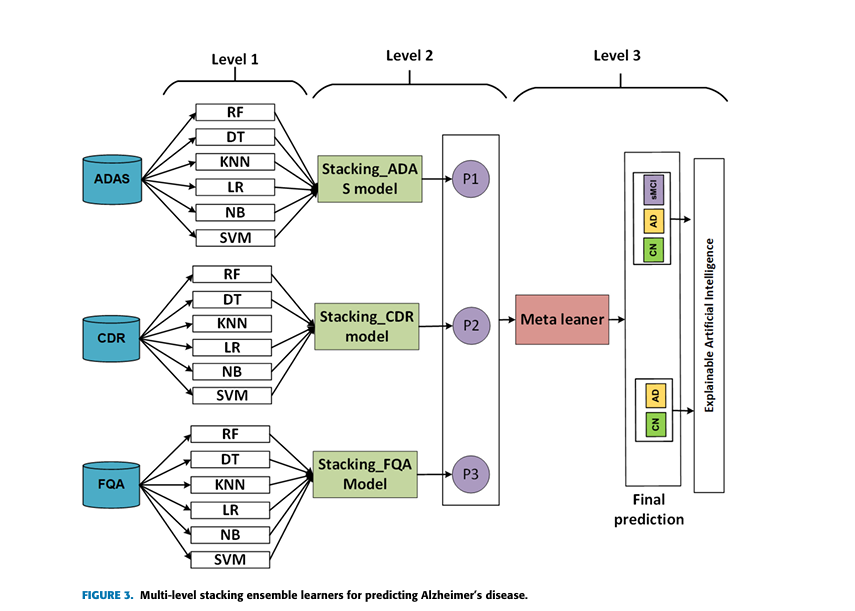 Level 1
Level 2
Level 3
ADAS
RF
DT
KNN
LR
NB
SVM
Stacking_ADA
S model
P1
CDR
RF
DT
KNN
LR
NB
SVM
Stacking_CDR
model
P2
FQA
RF
DT
KNN
LR
NB
SVM
Stacking_FQA
Model
P3
Meta leaner
sMCI
AD
CN
AD
CN
Final
prediction
Explainable Artificial Intelligence
FIGURE 3. Multi-level stacking ensemble learners for predicting Alzheimer's disease.